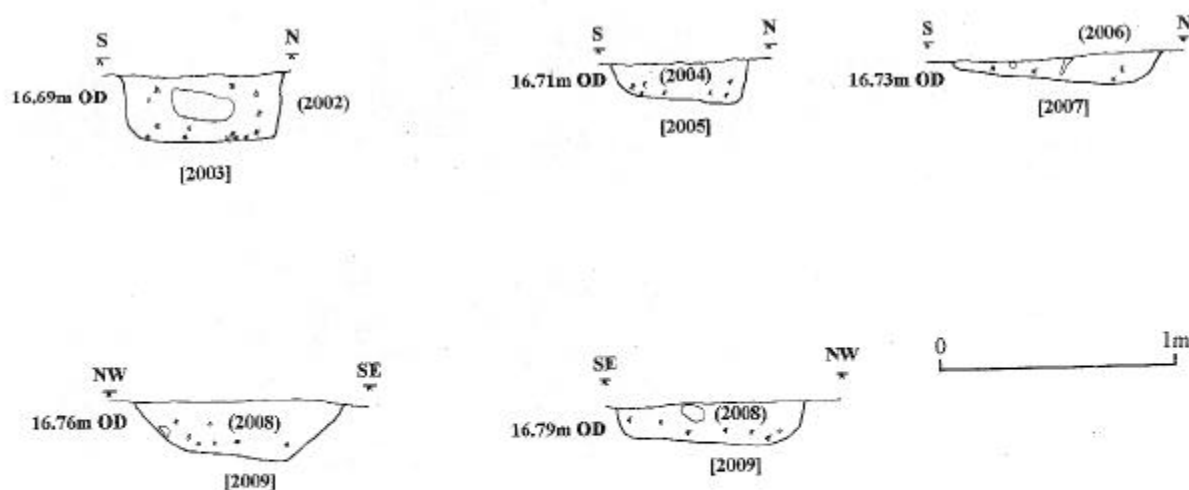 S N
16.69m OD
(2002)
[2003]
S N
16.71m OD
(2004)
[2005]
S N
(2006)
16.73m OD
[2007]
NW SE
16.76m OD
(2008)
[2009]
SE NW
16.79m OD
(2008)
[2009]
0 1m